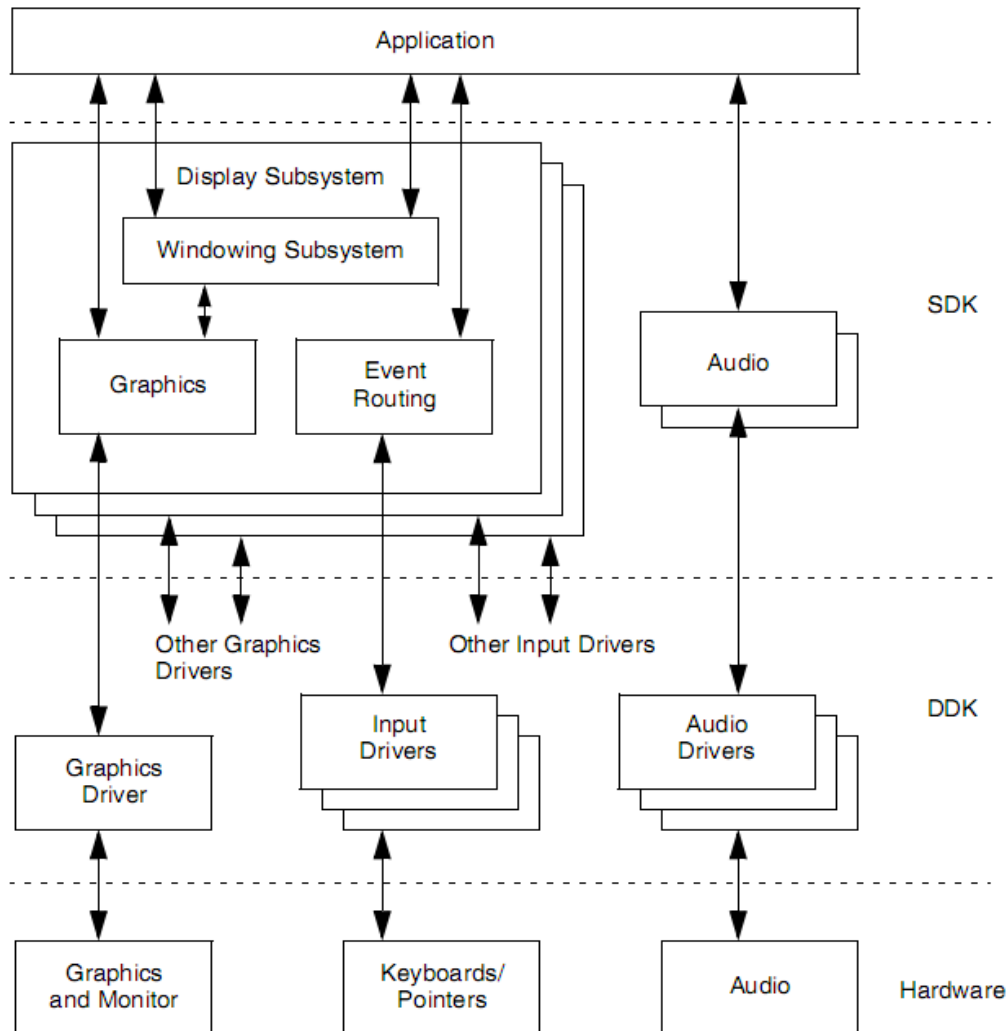 Application
Display Subsystem
Windowing Subsystem
SDK
Graphics
Event
Routing
Audio
Other Graphics
Drivers
Other Input Drivers
DDK
Input
Drivers
Audio
Drivers
Graphics
Driver
Graphics
and Monitor
Keyboards/
Pointers
Audio
Hardware